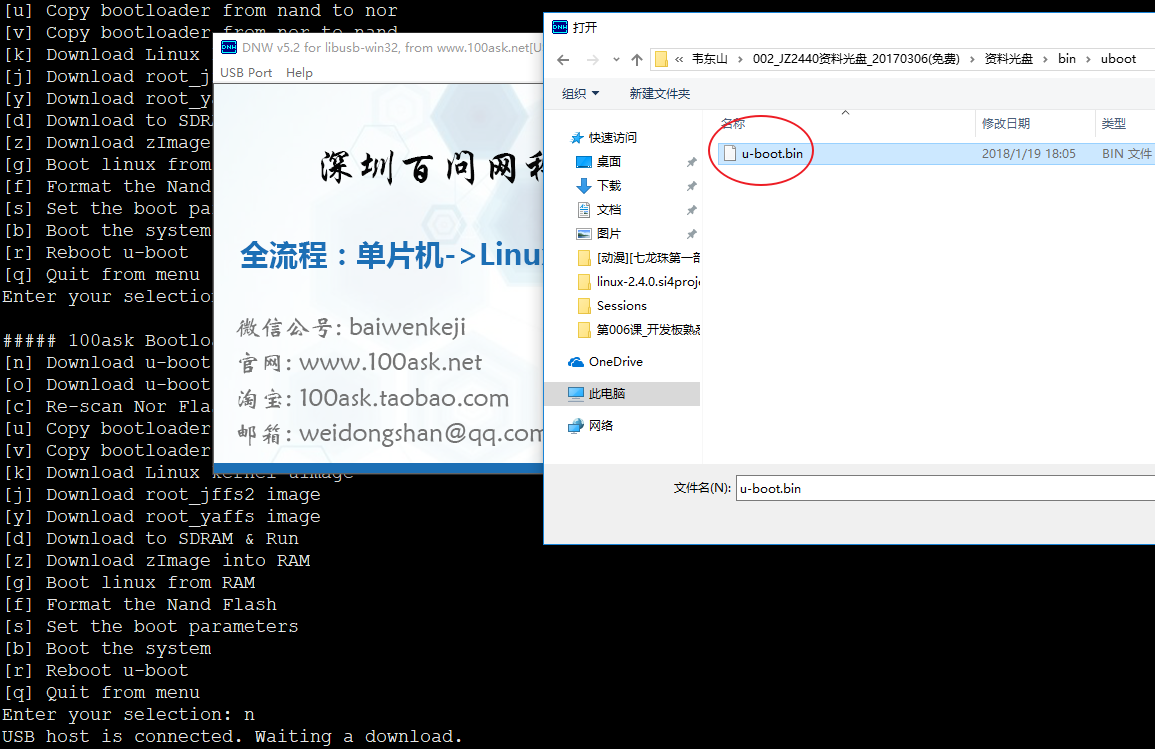 [u] Copy bootloader from nand to nor
[v] Copy bootloader from nor to nand
[k] Download Linux
[j] Download root_j
[y] Download root_ya
[d] Download to SDRA
[z] Download zImage
[g] Boot linux from
[f] Format the Nand
[s] Set the boot pa
[b] Boot the system
[r] Reboot u-boot
[q] Quit from menu
Enter your selection
##### 100ask Bootloa
[n] Download u-boot
[o] Download u-boot
[c] Re-scan Nor Fla
[u] Copy bootloader
[v] Copy bootloader
[k] Download Linux kernel uImage
[j] Download root_jffs2 image
[y] Download root_yaffs image
[d] Download to SDRAM & Run
[z] Download zImage into RAM
[g] Boot linux from RAM
[f] Format the Nand Flash
[s] Set the boot parameters
[b] Boot the system
[r] Reboot u-boot
[q] Quit from menu
Enter your selection: n
USB host is connected. Waiting a download.
DNW v5.2 for libusb-win32, from www.100ask.net[U
USB Port Help
深圳百问网科
全流程：单片机->Linux
微信公号: baiwenkeji
官网: www.100ask.net
淘宝: 100ask.taobao.com
邮箱: weidongshan@qq.com
DNW 打开
« 韦东山 › 002_JZ2440资料光盘_20170306(免费) › 资料光盘 › bin › uboot
组织 新建文件夹
名称 修改日期 类型
u-boot.bin 2018/1/19 18:05 BIN 文件
快速访问
桌面
下载
文档
图片
[动漫][七龙珠第一部
linux-2.4.0.si4proj
Sessions
第006课_开发板熟悉
OneDrive
此电脑
网络
文件名(N): u-boot.bin